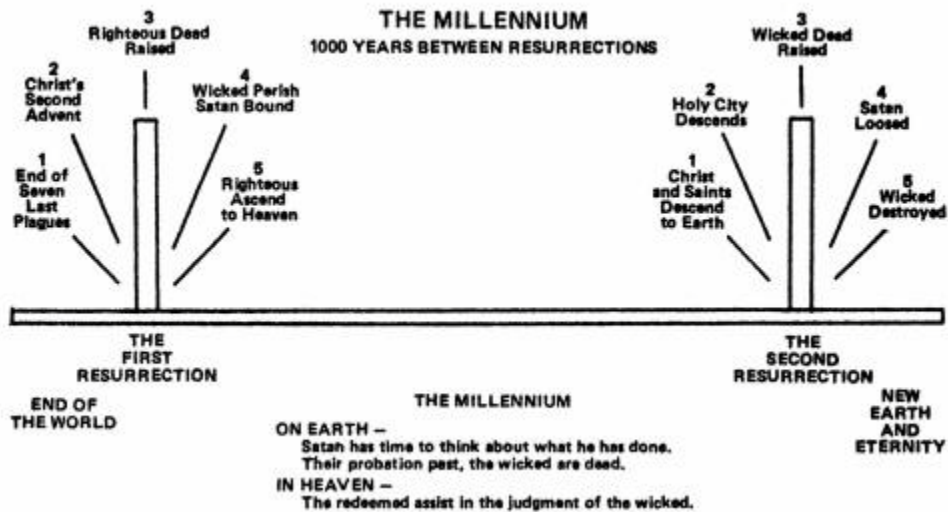 THE MILLENNIUM
1000 YEARS BETWEEN RESURRECTIONS
1
End of
Seven
Last
Plagues
2
Christ's
Second
Advent
3
Righteous Dead
Raised
4
Wicked Perish
Satan Bound
5
Righteous
Ascend
to Heaven
1
Christ
and Saints
Descend
to Earth
2
Holy City
Descends
3
Wicked Dead
Raised
4
Satan
Loosed
5
Wicked
Destroyed
THE
FIRST
RESURRECTION
THE
SECOND
RESURRECTION
END OF
THE WORLD
NEW
EARTH
AND
ETERNITY
THE MILLENNIUM
ON EARTH –
Satan has time to think about what he has done.
Their probation past, the wicked are dead.
IN HEAVEN –
The redeemed assist in the judgment of the wicked.